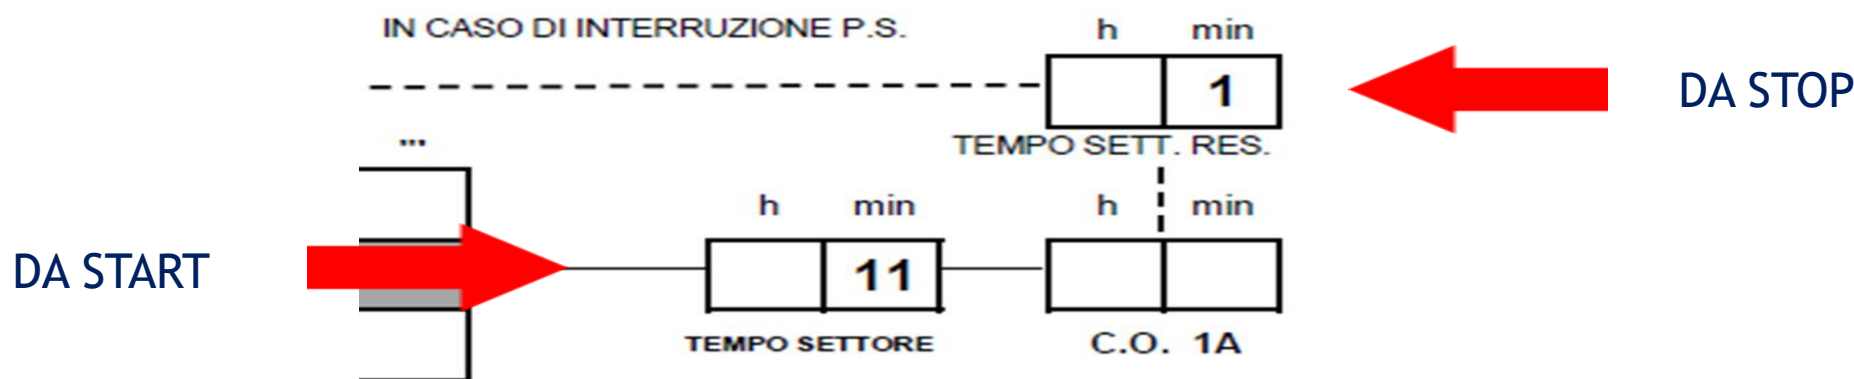 IN CASO DI INTERRUZIONE P.S.
h min
1
DA STOP
...
TEMPO SETT. RES.
h min h min
DA START
11
TEMPO SETTORE
C.O. 1A